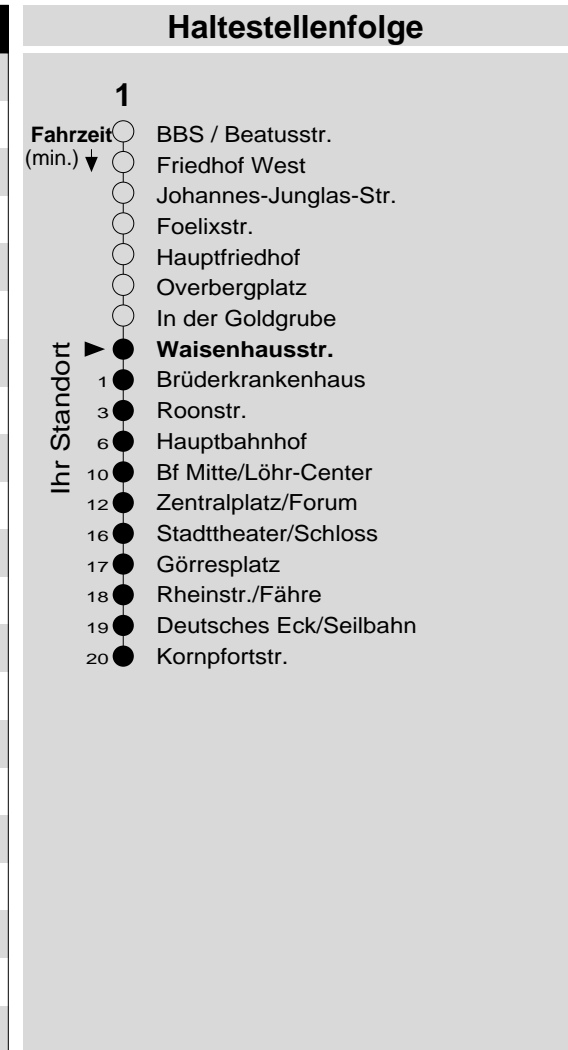 Haltestellenfolge
1
Fahrzeit BBS / Beatusstr.
(min.) Friedhof West
Johannes-Junglas-Str.
Foelixstr.
Hauptfriedhof
Overbergplatz
In der Goldgrube
Ihr Standort
Waisenhausstr.
1 Brüderkrankenhaus
3 Roonstr.
6 Hauptbahnhof
10 Bf Mitte/Löhr-Center
12 Zentralplatz/Forum
16 Stadttheater/Schloss
17 Görresplatz
18 Rheinstr./Fähre
19 Deutsches Eck/Seilbahn
20 Kornpfortstr.